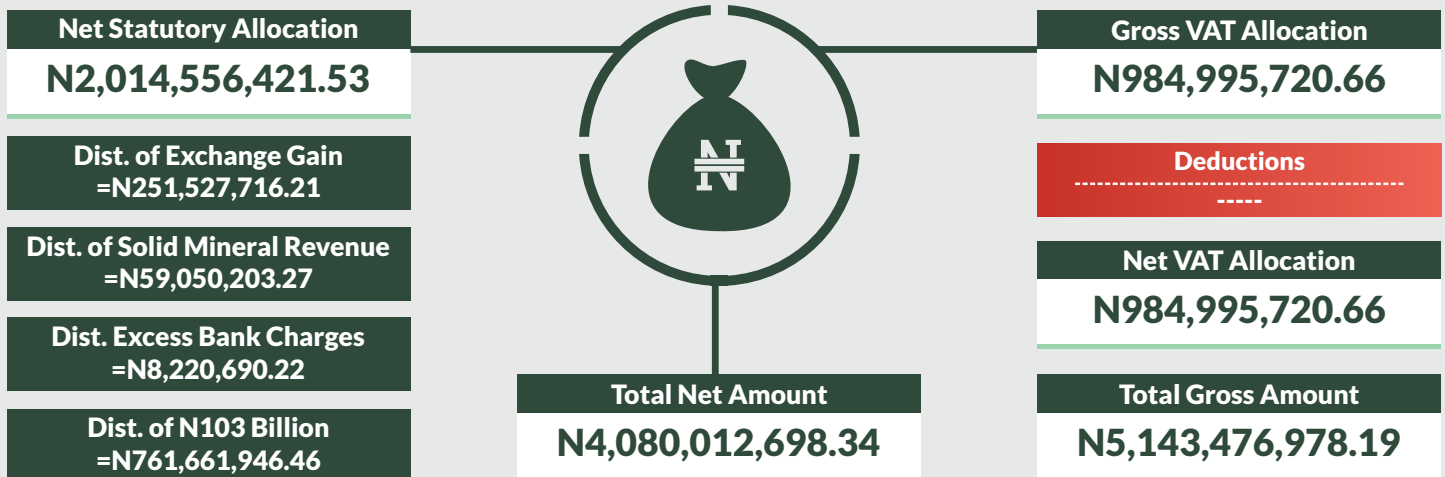 Net Statutory Allocation
N2,014,556,421.53
Dist. of Exchange Gain
=N251,527,716.21
Dist. of Solid Mineral Revenue
=N59,050,203.27
Dist. Excess Bank Charges
=N8,220,690.22
Dist. of N103 Billion
=N761,661,946.46
₦
Total Net Amount
N4,080,012,698.34
Gross VAT Allocation
N984,995,720.66
Deductions
--------------------------------------------
-----
Net VAT Allocation
N984,995,720.66
Total Gross Amount
N5,143,476,978.19